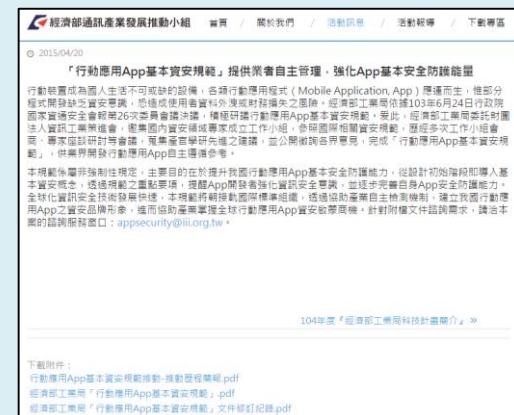 經濟部通訊產業發展推動小組 首頁 / 關於我們 / 活動訊息 / 活動報導 / 下載專區
2015/04/20
「行動應用App基本資安規範」提供業者自主管理，強化App基本安全防護能量
行動裝置成為國人生活不可或缺的設備，各類行動應用程式（Mobile Application, App）應運而生，惟部分
程式開發缺乏資安意識，恐造成使用者資料外洩或財務損失之風險。經濟部工業局依據103年6月24日行政院
國家資通安全會報第26次委員會議決議，積極研議行動應用App基本資安規範。爰此，經濟部工業局委託財團
法人資訊工業策進會，邀集國內資安領域專家成立工作小組，參照國際相關資安規範，歷經多次工作小組會
商、專家座談研討等會議，蒐集產官學研先進之建議，並公開徵詢各界意見，完成「行動應用App基本資安規
範」，供業界開發行動應用App自主遵循參考。
本規範係屬非強制性規定，主要目的在於提升我國行動應用App基本安全防護能力，從設計初始階段即導入基
本資安概念，透過規範之重點要項，提醒App開發者強化資訊安全意識，並逐步完善自身App安全防護能力。
全球化資訊安全技術發展快速，本規範將朝接軌國際標準組織，透過協助產業自主檢測機制，建立我國行動應
用App之資安品牌形象，進而協助產業掌握全球行動應用App資安啟蒙商機。針對附檔文件諮詢需求，請洽本
案的諮詢服務窗口：appsecurity@iii.org.tw。
104年度『經濟部工業局科技計畫簡介』 »
下載附件：
行動應用App基本資安規範推動-推動歷程簡報.pdf
經濟部工業局「行動應用App基本資安規範」.pdf
經濟部工業局「行動應用App基本資安規範」文件修訂紀錄.pdf